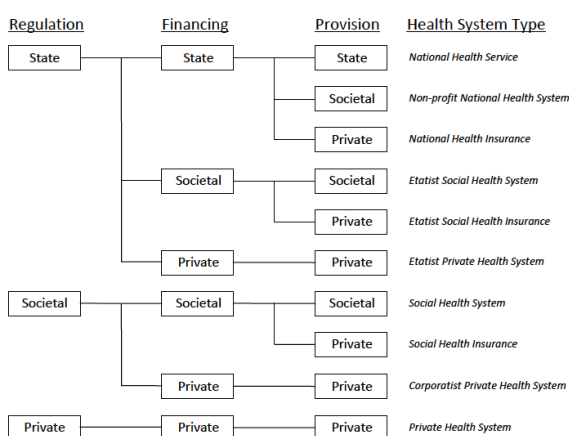 Regulation Financing Provision Health System Type
State State State National Health Service
Societal Non-profit National Health System
Private National Health Insurance
Societal Societal Etatist Social Health System
Private Etatist Social Health Insurance
Private Private Etatist Private Health System
Societal Societal Societal Social Health System
Private Social Health Insurance
Private Private Corporatist Private Health System
Private Private Private Private Health System